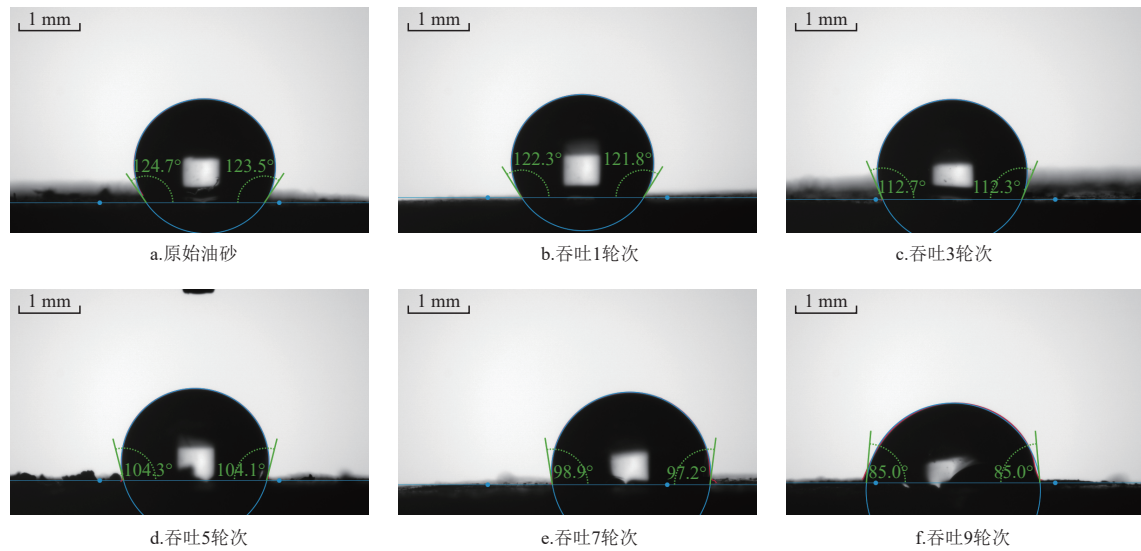 1 mm
1 mm
1 mm
124.7° 123.5°
122.3° 121.8°
112.7° 112.3°
a.原始油砂
b.吞吐1轮次
c.吞吐3轮次
1 mm
1 mm
1 mm
104.3° 104.1°
98.9° 97.2°
85.0° 85.0°
d.吞吐5轮次
e.吞吐7轮次
f.吞吐9轮次